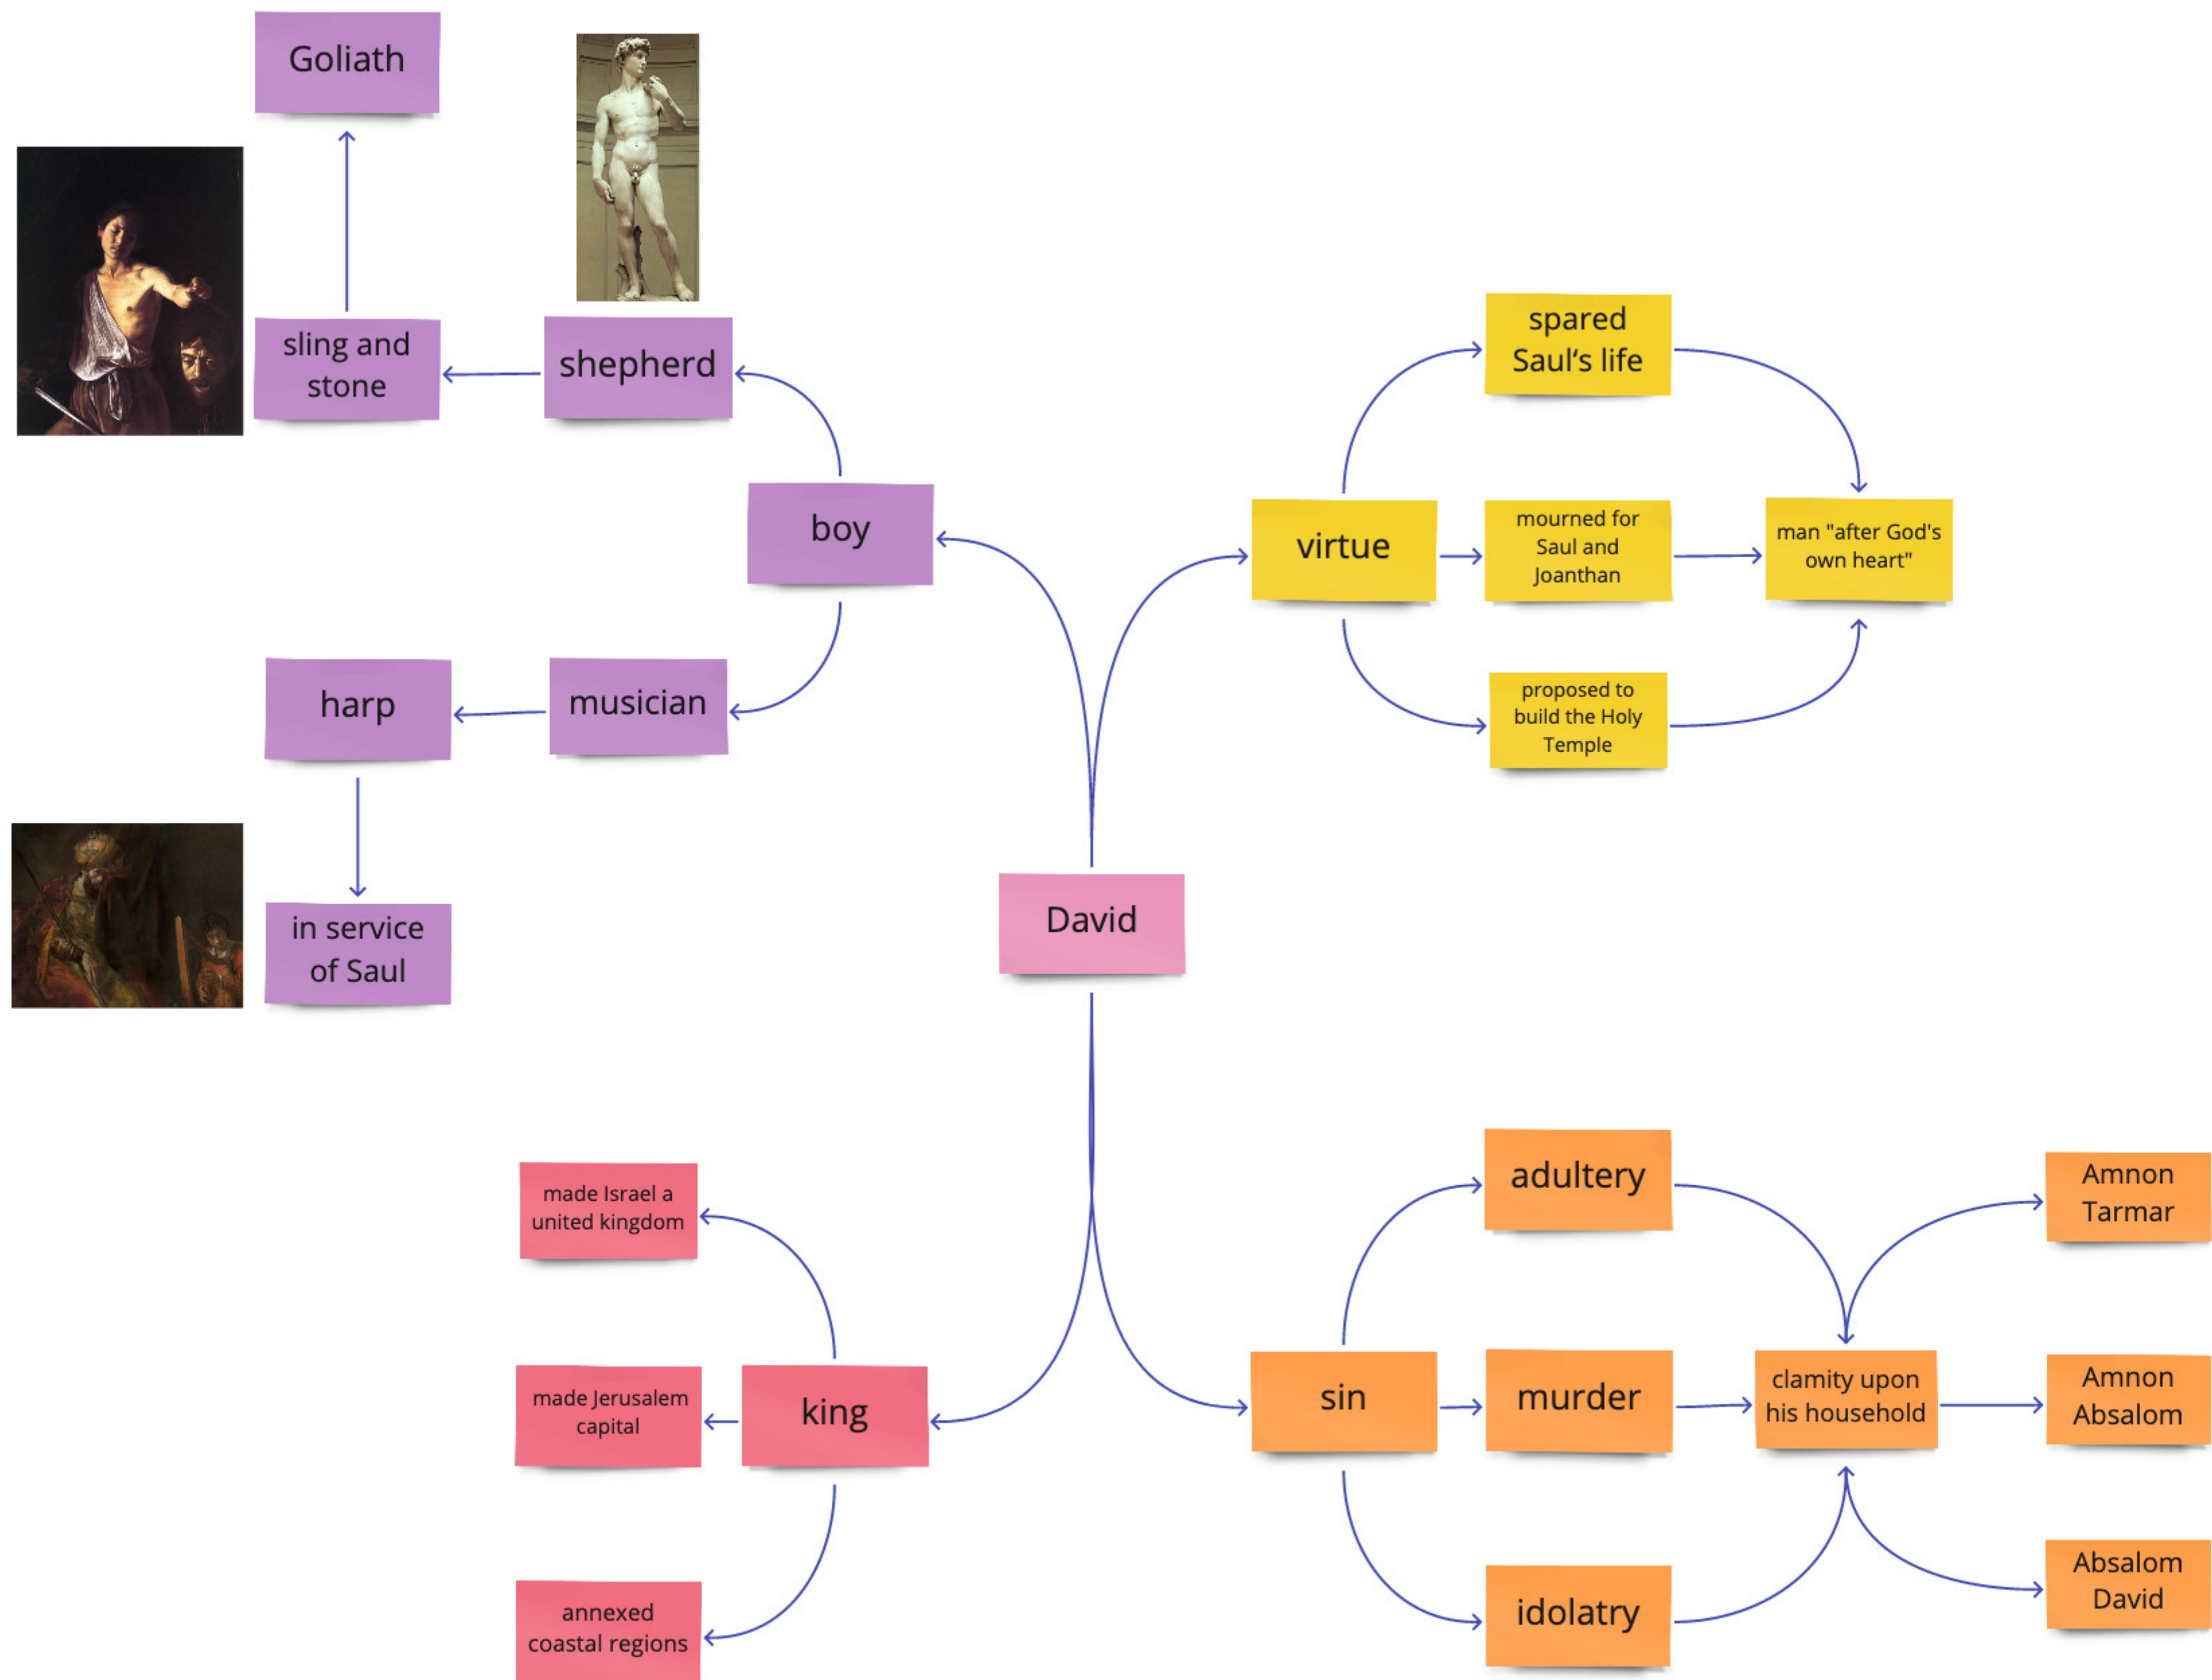 Goliath
sling and
stone
shepherd
boy
musician
harp
in service
of Saul
David
virtue
spared
Saul‘s life
mourned for
Saul and
Joanthan
proposed to
build the Holy
Temple
man "after God's
own heart"
made Israel a
united kingdom
made Jerusalem
capital
annexed
coastal regions
king
sin
adultery
murder
idolatry
clamity upon
his household
Amnon
Tarmar
Amnon
Absalom
Absalom
David